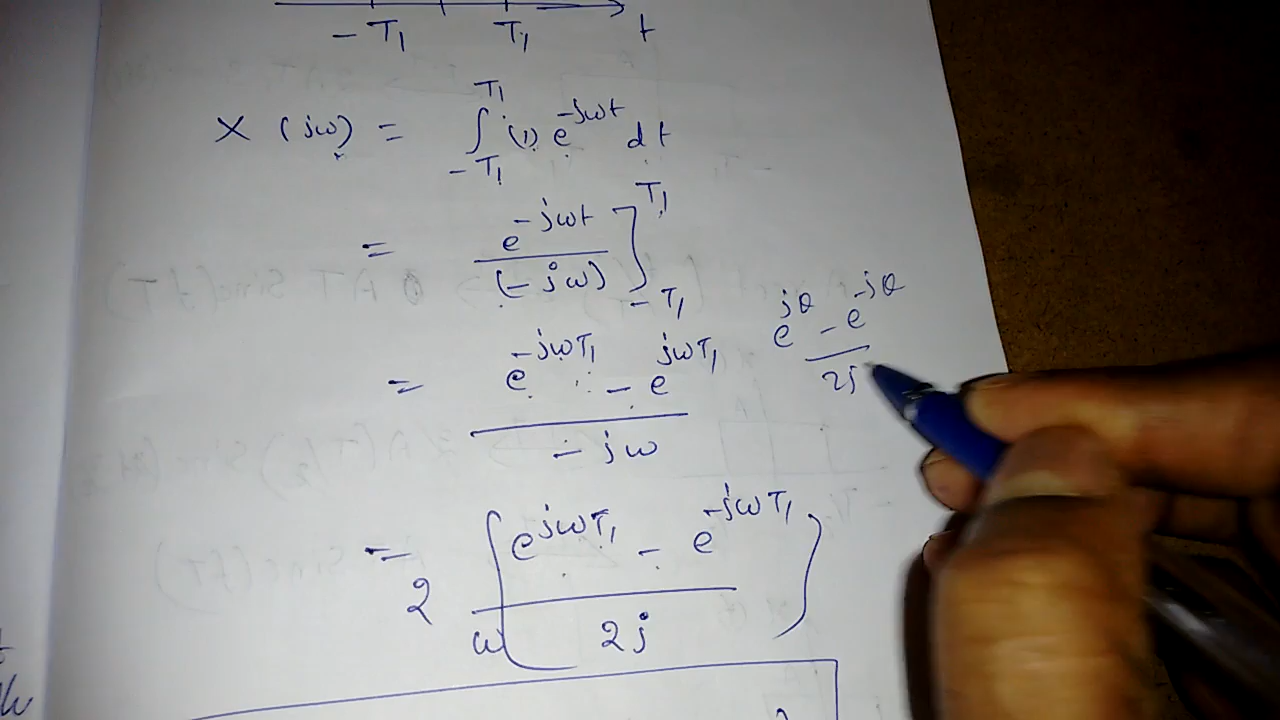 -T₁ T₁ t
X (jω) = ∫_{-T₁}^{T₁} (1) e^{-jωt} dt
= e^{-jωt} / (-jω) ]_{-T₁}^{T₁}
e^{jθ} - e^{-jθ} / 2j
= e^{-jωT₁} - e^{jωT₁} / -jω
= 2/ω [ e^{jωT₁} - e^{-jωT₁} / 2j ]